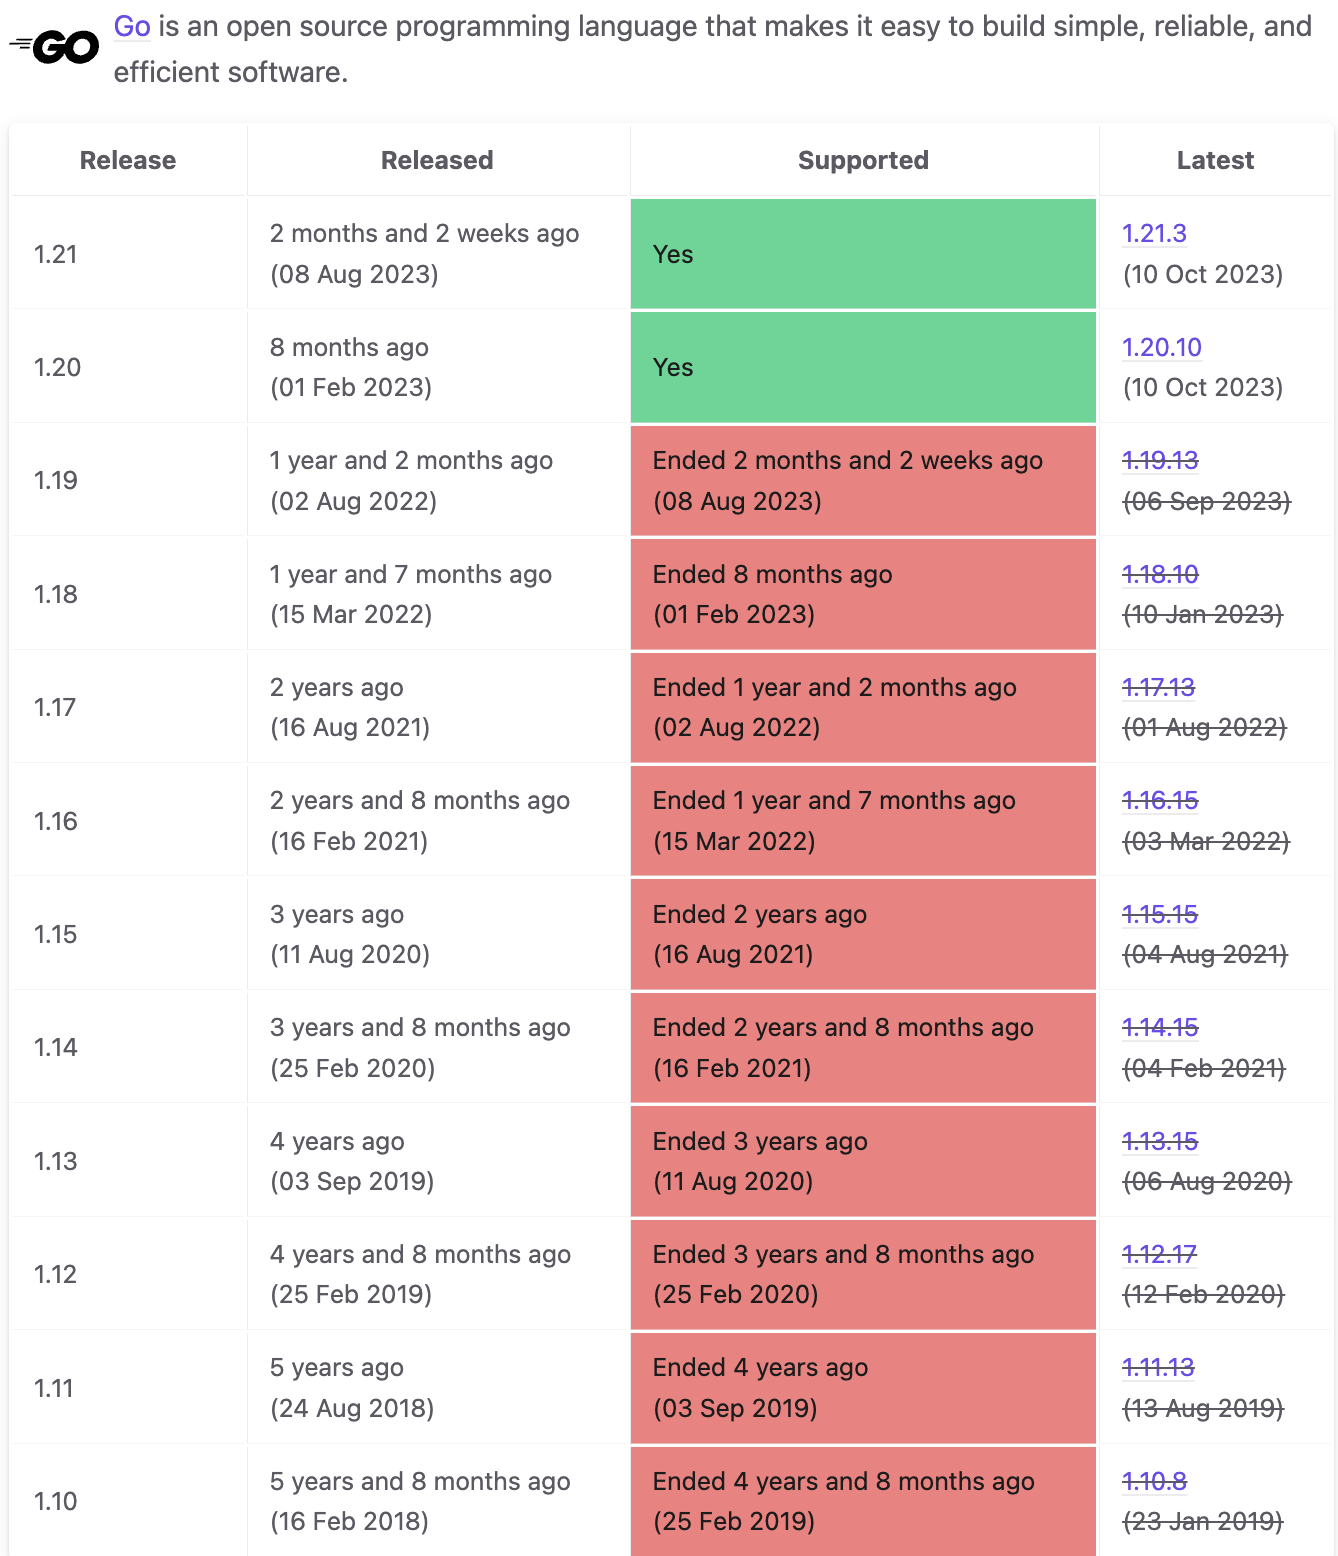 GO
Go is an open source programming language that makes it easy to build simple, reliable, and
efficient software.
Release Released Supported Latest
1.21
2 months and 2 weeks ago
(08 Aug 2023)
Yes
1.21.3
(10 Oct 2023)
1.20
8 months ago
(01 Feb 2023)
Yes
1.20.10
(10 Oct 2023)
1.19
1 year and 2 months ago
(02 Aug 2022)
Ended 2 months and 2 weeks ago
(08 Aug 2023)
1.19.13
(06 Sep 2023)
1.18
1 year and 7 months ago
(15 Mar 2022)
Ended 8 months ago
(01 Feb 2023)
1.18.10
(10 Jan 2023)
1.17
2 years ago
(16 Aug 2021)
Ended 1 year and 2 months ago
(02 Aug 2022)
1.17.13
(01 Aug 2022)
1.16
2 years and 8 months ago
(16 Feb 2021)
Ended 1 year and 7 months ago
(15 Mar 2022)
1.16.15
(03 Mar 2022)
1.15
3 years ago
(11 Aug 2020)
Ended 2 years ago
(16 Aug 2021)
1.15.15
(04 Aug 2021)
1.14
3 years and 8 months ago
(25 Feb 2020)
Ended 2 years and 8 months ago
(16 Feb 2021)
1.14.15
(04 Feb 2021)
1.13
4 years ago
(03 Sep 2019)
Ended 3 years ago
(11 Aug 2020)
1.13.15
(06 Aug 2020)
1.12
4 years and 8 months ago
(25 Feb 2019)
Ended 3 years and 8 months ago
(25 Feb 2020)
1.12.17
(12 Feb 2020)
1.11
5 years ago
(24 Aug 2018)
Ended 4 years ago
(03 Sep 2019)
1.11.13
(13 Aug 2019)
1.10
5 years and 8 months ago
(16 Feb 2018)
Ended 4 years and 8 months ago
(25 Feb 2019)
1.10.8
(23 Jan 2019)